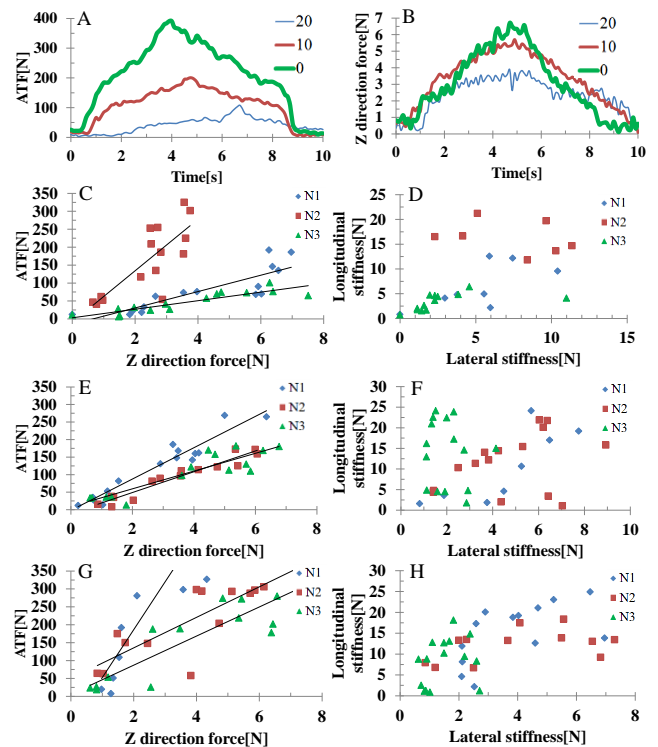 A
ATF[N]
400
300
200
100
0
20
10
0
0 2 4 6 8 10
Time[s]
B
Z direction force[N]
7
6
5
4
3
2
1
0
20
10
0
0 2 4 6 8 10
Time[s]
C
ATF[N]
350
300
250
200
150
100
50
0
N1
N2
N3
0 2 4 6 8
Z direction force[N]
D
Longitudinal
stiffness[N]
25
20
15
10
5
0
N1
N2
N3
0 5 10 15
Lateral stiffness[N]
E
ATF[N]
350
300
250
200
150
100
50
0
N1
N2
N3
0 2 4 6 8
Z direction force[N]
F
Longitudinal
stiffness[N]
30
25
20
15
10
5
0
N1
N2
N3
0 2 4 6 8 10
Lateral stiffness[N]
G
ATF[N]
350
300
250
200
150
100
50
0
N1
N2
N3
0 2 4 6 8
Z direction force[N]
H
Longitudinal
stiffness[N]
30
25
20
15
10
5
0
N1
N2
N3
0 2 4 6 8
Lateral stiffness[N]